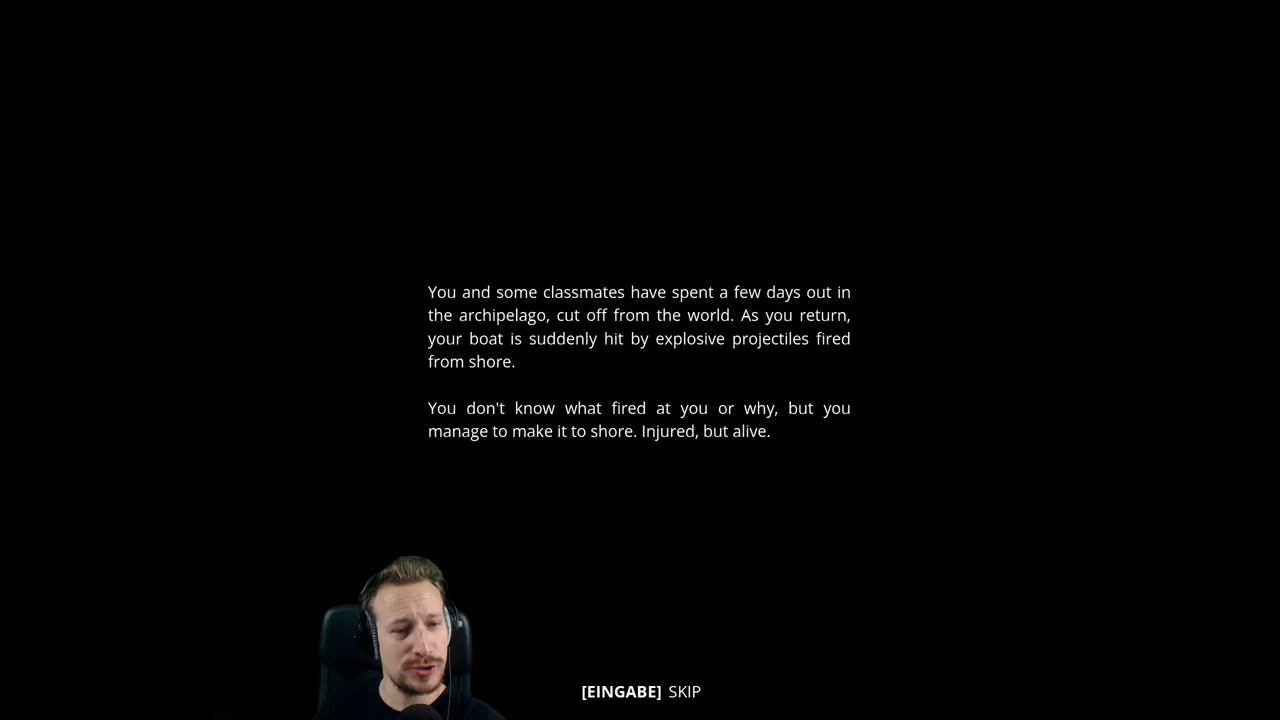 You and some classmates have spent a few days out in
the archipelago, cut off from the world. As you return,
your boat is suddenly hit by explosive projectiles fired
from shore.
You don't know what fired at you or why, but you
manage to make it to shore. Injured, but alive.
[EINGABE] SKIP